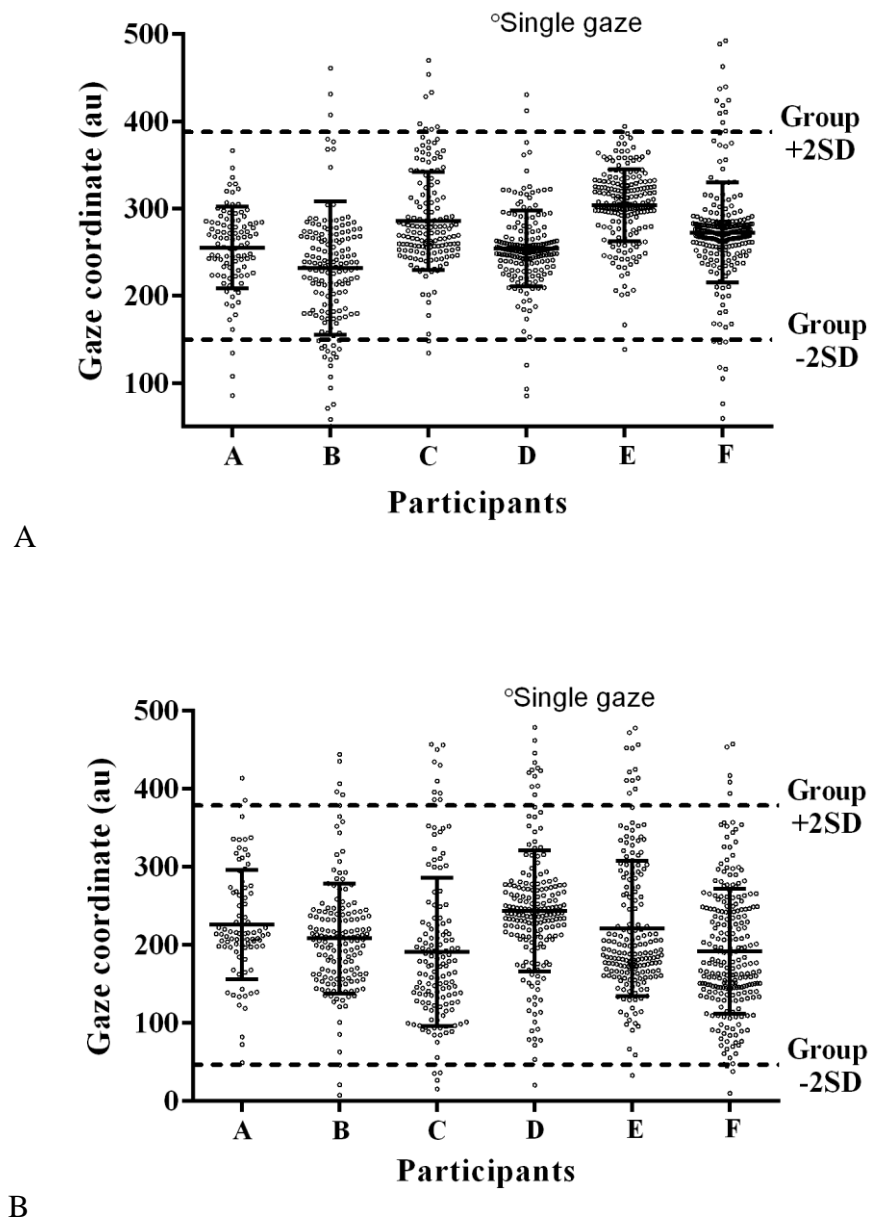 °Single gaze
500
400
300
200
100
Gaze coordinate (au)
Group
+2SD
Group
-2SD
A B C D E F
Participants
A
°Single gaze
500
400
300
200
100
0
Gaze coordinate (au)
Group
+2SD
Group
-2SD
A B C D E F
Participants
B